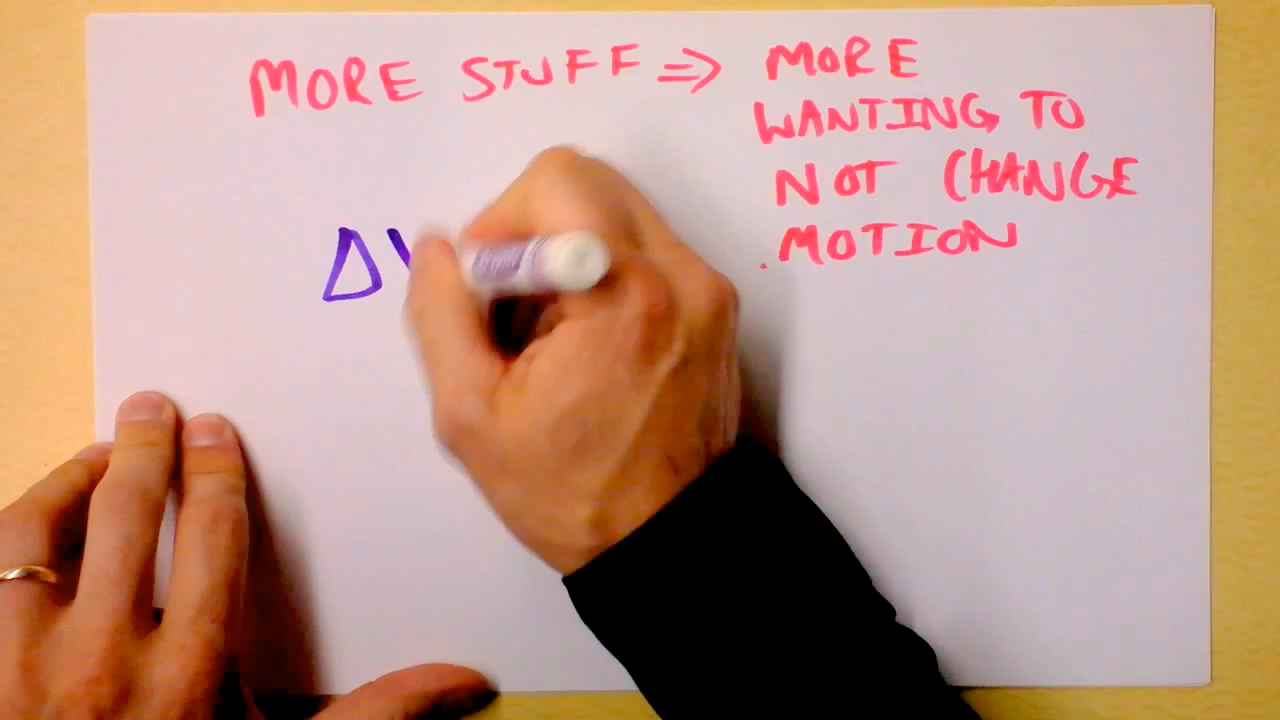 MORE STUFF ⇒ MORE
WANTING TO
NOT CHANGE
MOTION
Δ